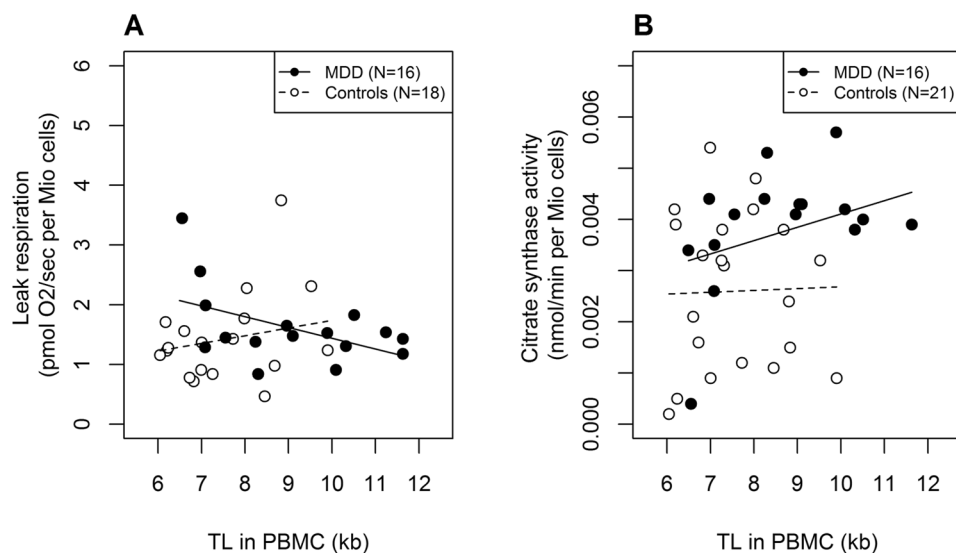 A
Leak respiration
(pmol O2/sec per Mio cells)
0
1
2
3
4
5
6
MDD (N=16)
Controls (N=18)
6
7
8
9
10
11
12
TL in PBMC (kb)
B
Citrate synthase activity
(nmol/min per Mio cells)
0.000
0.002
0.004
0.006
MDD (N=16)
Controls (N=21)
6
7
8
9
10
11
12
TL in PBMC (kb)